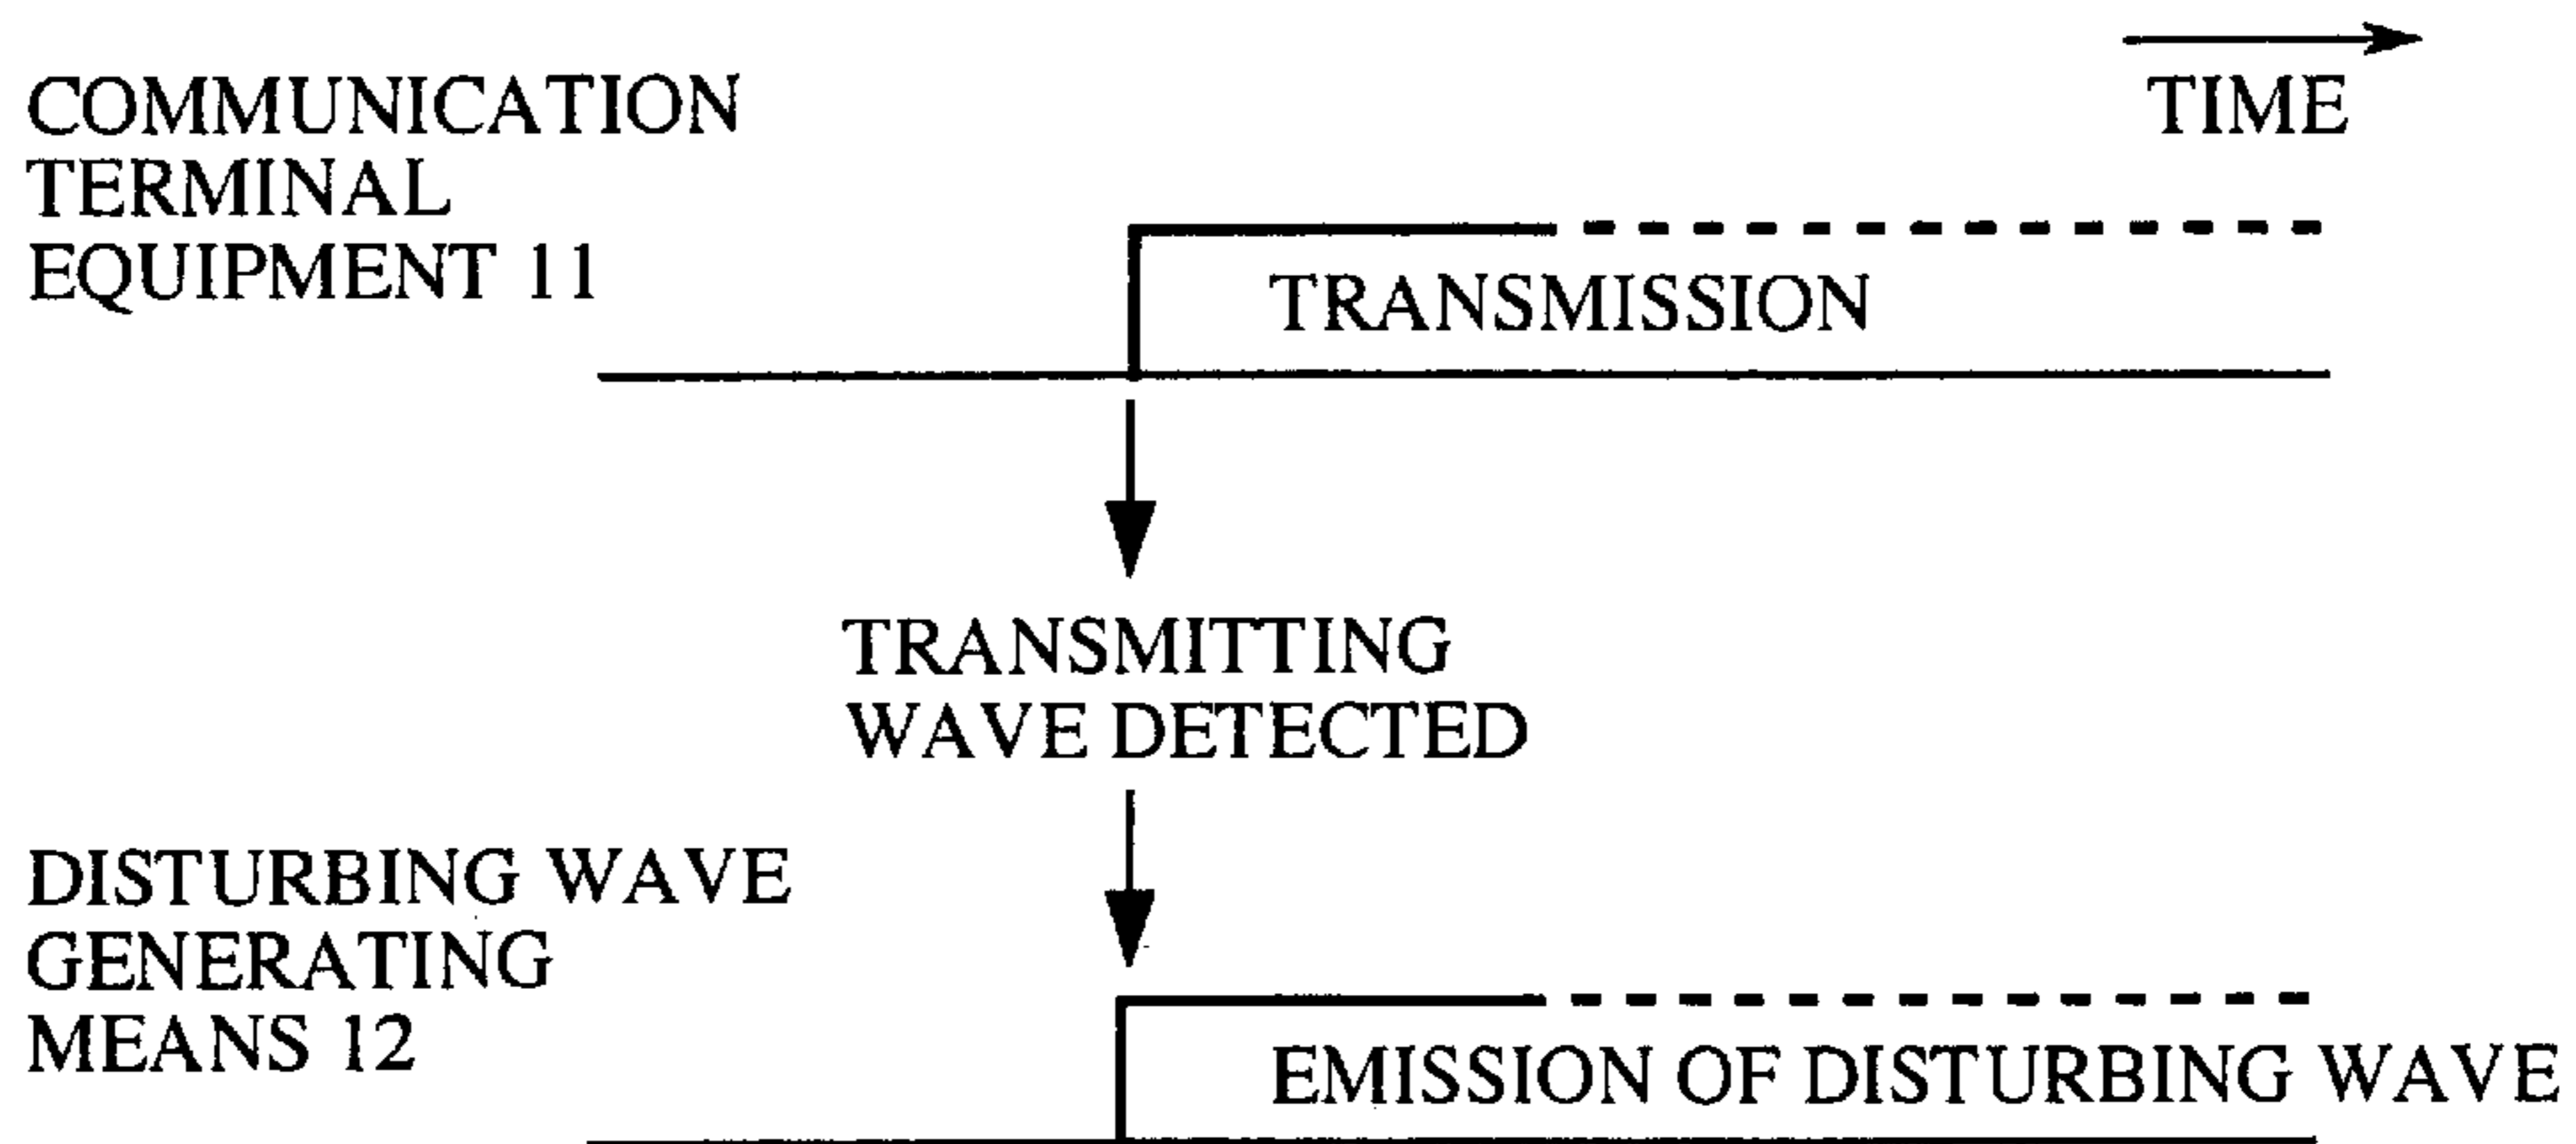 TIME
COMMUNICATION
TERMINAL
EQUIPMENT 11
TRANSMISSION
TRANSMITTING
WAVE DETECTED
DISTURBING WAVE
GENERATING
MEANS 12
EMISSION OF DISTURBING WAVE